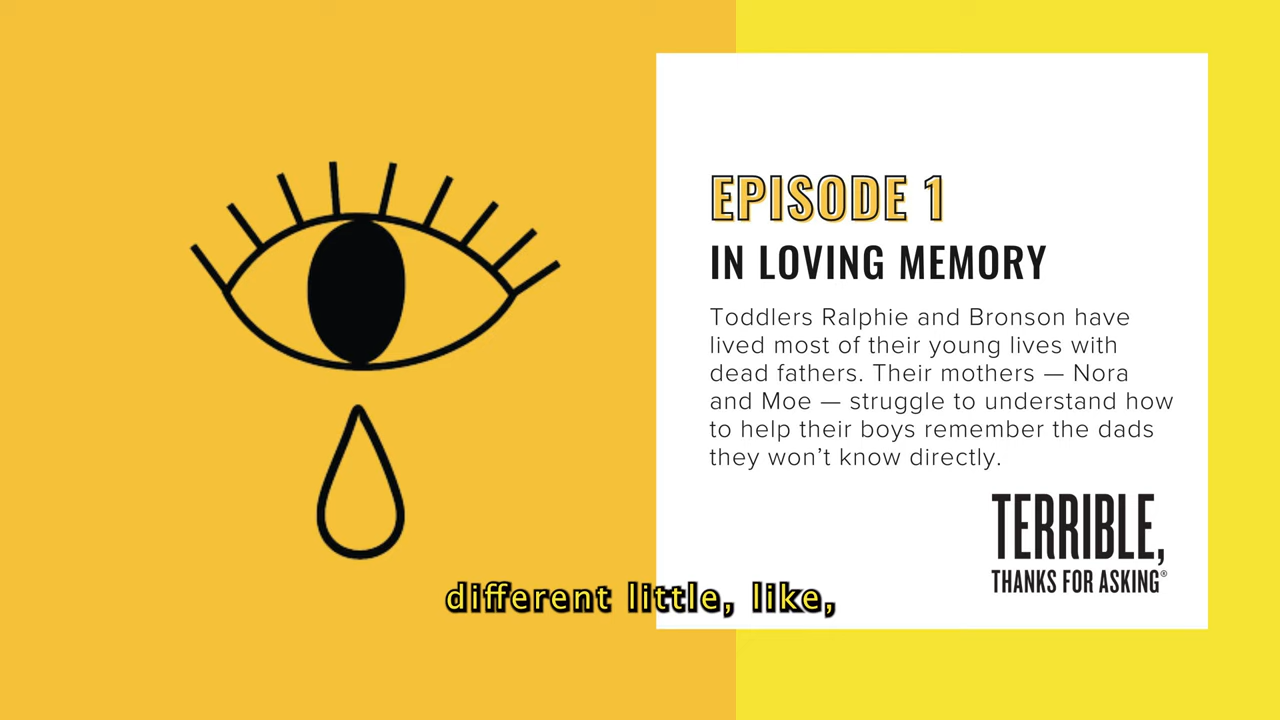 EPISODE 1
IN LOVING MEMORY
Toddlers Ralphie and Bronson have
lived most of their young lives with
dead fathers. Their mothers — Nora
and Moe — struggle to understand how
to help their boys remember the dads
they won’t know directly.
TERRIBLE,
THANKS FOR ASKING®
different little, like,